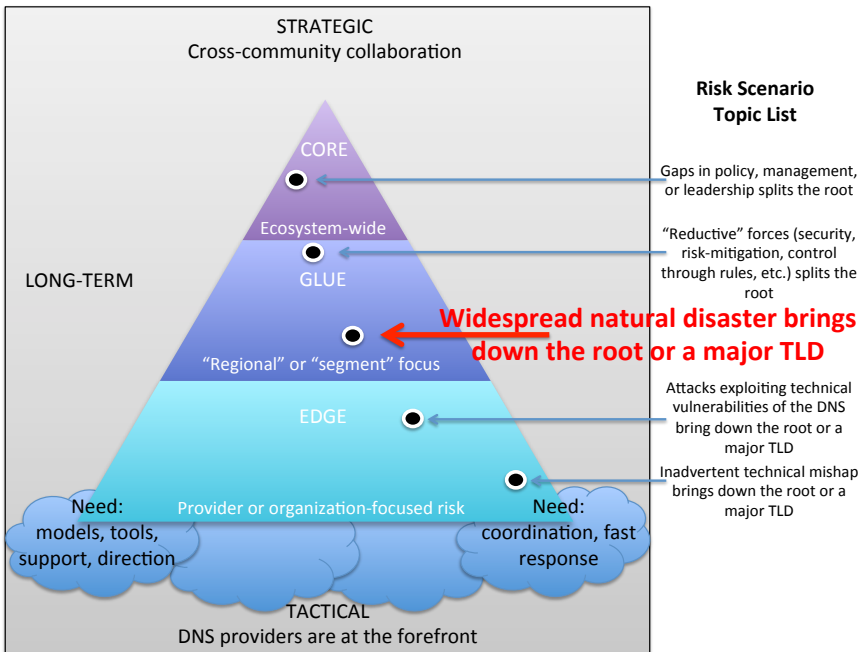 STRATEGIC
Cross-community collaboration
Risk Scenario
Topic List
CORE
Gaps in policy, management,
or leadership splits the root
Ecosystem-wide
“Reductive” forces (security,
risk-mitigation, control
through rules, etc.) splits the
root
GLUE
LONG-TERM
Widespread natural disaster brings
down the root or a major TLD
“Regional” or “segment” focus
Attacks exploiting technical
vulnerabilities of the DNS
bring down the root or a
major TLD
EDGE
Inadvertent technical mishap
brings down the root or a
major TLD
Provider or organization-focused risk
Need:
models, tools,
support, direction
Need:
coordination, fast
response
TACTICAL
DNS providers are at the forefront